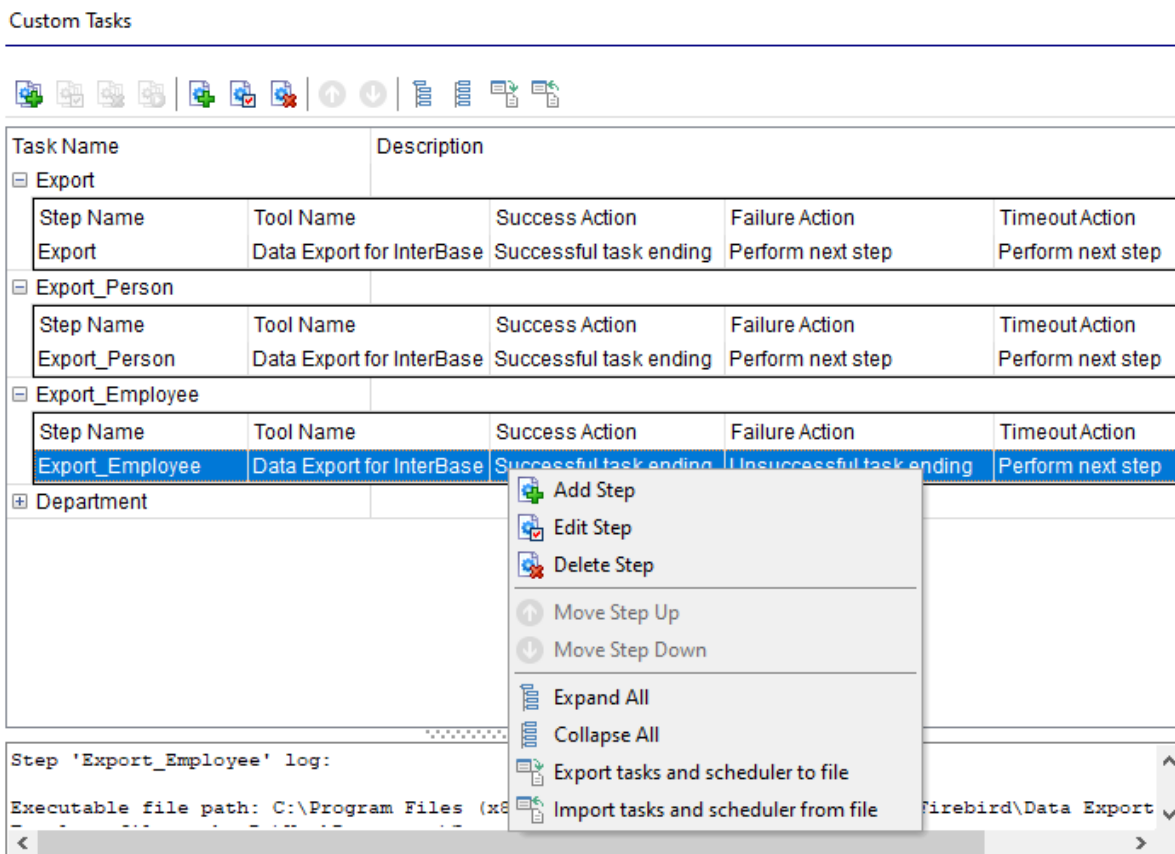 Custom Tasks
Task Name Description
Export
Step Name Tool Name Success Action Failure Action Timeout Action
Export Data Export for InterBase Successful task ending Perform next step Perform next step
Export_Person
Step Name Tool Name Success Action Failure Action Timeout Action
Export_Person Data Export for InterBase Successful task ending Perform next step Perform next step
Export_Employee
Step Name Tool Name Success Action Failure Action Timeout Action
Export_Employee Data Export for InterBase Successful task ending Unsuccessful task ending Perform next step
Department
Add Step
Edit Step
Delete Step
Move Step Up
Move Step Down
Expand All
Collapse All
Export tasks and scheduler to file
Import tasks and scheduler from file
Step 'Export_Employee' log:
Executable file path: C:\Program Files (x8 Firebird\Data Export